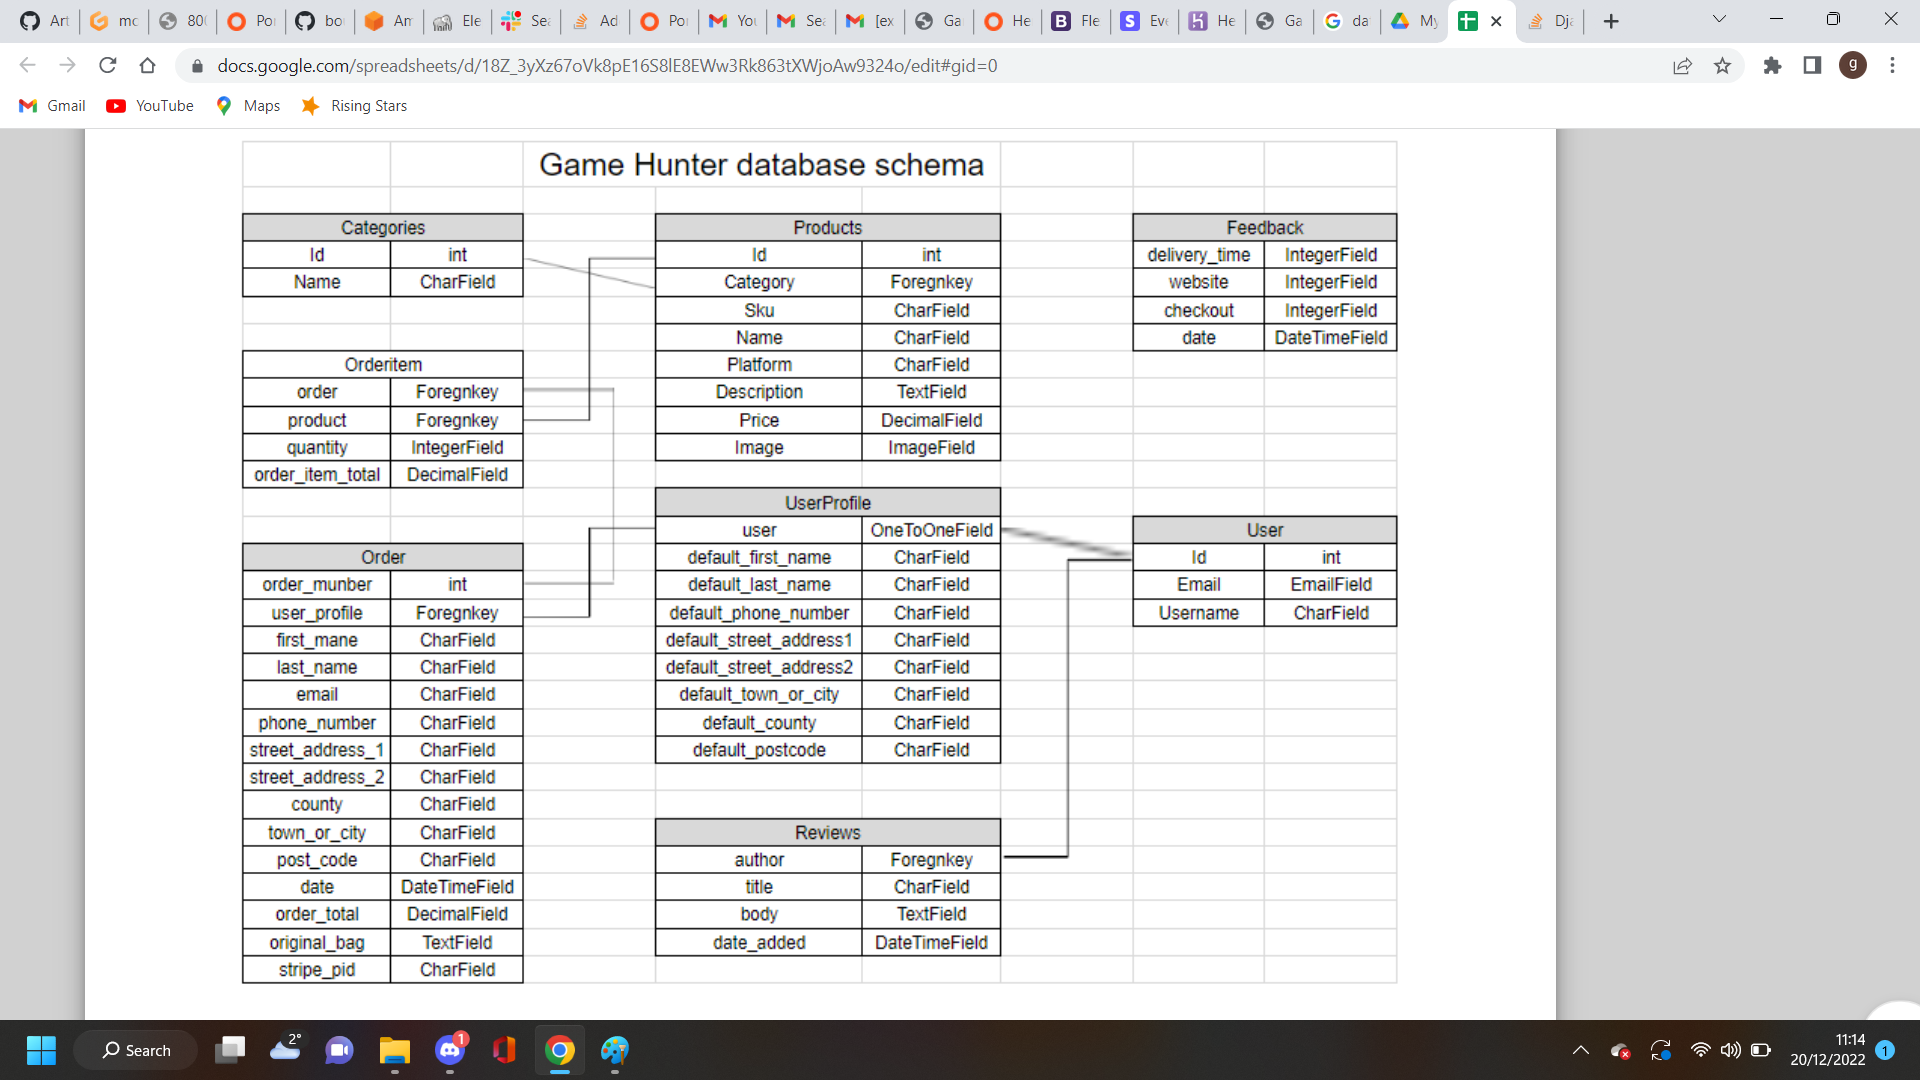 Art
mc
80
Po
bo
Am
Ele
Sea
Ad
Po
You
Sea
[ex
Ga
He
Fle
Eve
He
Ga
da
My
Dja
docs.google.com/spreadsheets/d/18Z_3yXz67oVk8pE16S8lE8EWw3Rk863tXWjoAw9324o/edit#gid=0
g
Gmail
YouTube
Maps
Rising Stars
Game Hunter database schema
Categories
Id int
Name CharField
Orderitem
order Foregnkey
product Foregnkey
quantity IntegerField
order_item_total DecimalField
Order
order_munber int
user_profile Foregnkey
first_mane CharField
last_name CharField
email CharField
phone_number CharField
street_address_1 CharField
street_address_2 CharField
county CharField
town_or_city CharField
post_code CharField
date DateTimeField
order_total DecimalField
original_bag TextField
stripe_pid CharField
Products
Id int
Category Foregnkey
Sku CharField
Name CharField
Platform CharField
Description TextField
Price DecimalField
Image ImageField
UserProfile
user OneToOneField
default_first_name CharField
default_last_name CharField
default_phone_number CharField
default_street_address1 CharField
default_street_address2 CharField
default_town_or_city CharField
default_county CharField
default_postcode CharField
Reviews
author Foregnkey
title CharField
body TextField
date_added DateTimeField
Feedback
delivery_time IntegerField
website IntegerField
checkout IntegerField
date DateTimeField
User
Id int
Email EmailField
Username CharField
Search
2°
1
11:14
20/12/2022
1